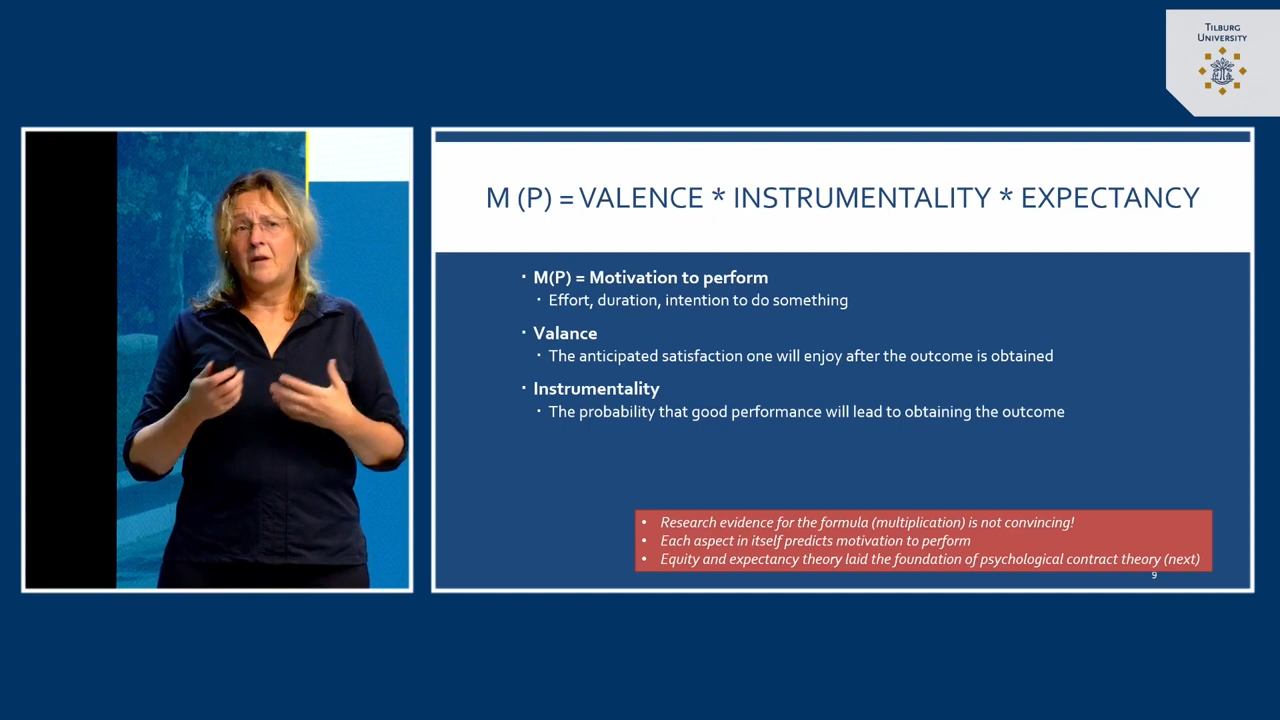 TILBURG
UNIVERSITY
M (P) = VALENCE * INSTRUMENTALITY * EXPECTANCY
· M(P) = Motivation to perform
· Effort, duration, intention to do something
· Valance
· The anticipated satisfaction one will enjoy after the outcome is obtained
· Instrumentality
· The probability that good performance will lead to obtaining the outcome
• Research evidence for the formula (multiplication) is not convincing!
• Each aspect in itself predicts motivation to perform
• Equity and expectancy theory laid the foundation of psychological contract theory (next)
9